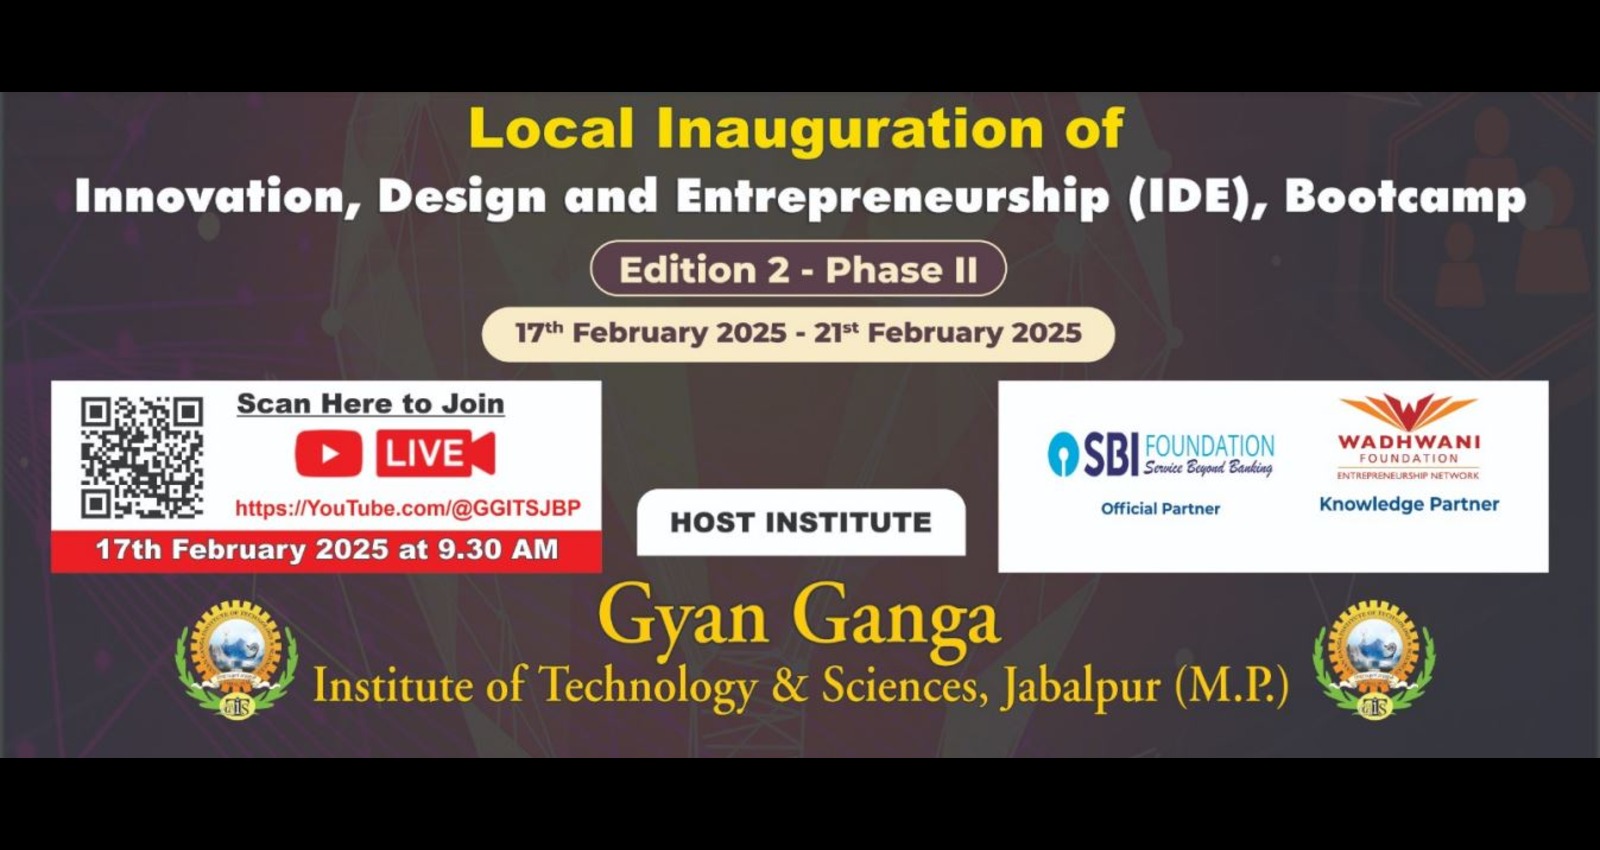 Local Inauguration of
Innovation, Design and Entrepreneurship (IDE), Bootcamp
Edition 2 - Phase II
17th February 2025 - 21st February 2025
Scan Here to Join
LIVE
https://YouTube.com/@GGITSJBP
17th February 2025 at 9.30 AM
SBI FOUNDATION
Service Beyond Banking
Official Partner
WADHWANI
FOUNDATION
ENTREPRENEURSHIP NETWORK
Knowledge Partner
HOST INSTITUTE
Gyan Ganga
Institute of Technology & Sciences, Jabalpur (M.P.)